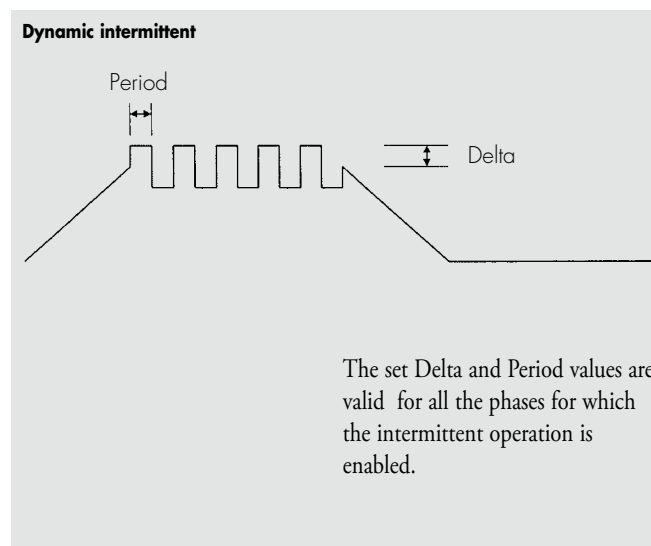 Dynamic intermittent
Period
Delta
The set Delta and Period values are
valid for all the phases for which
the intermittent operation is
enabled.